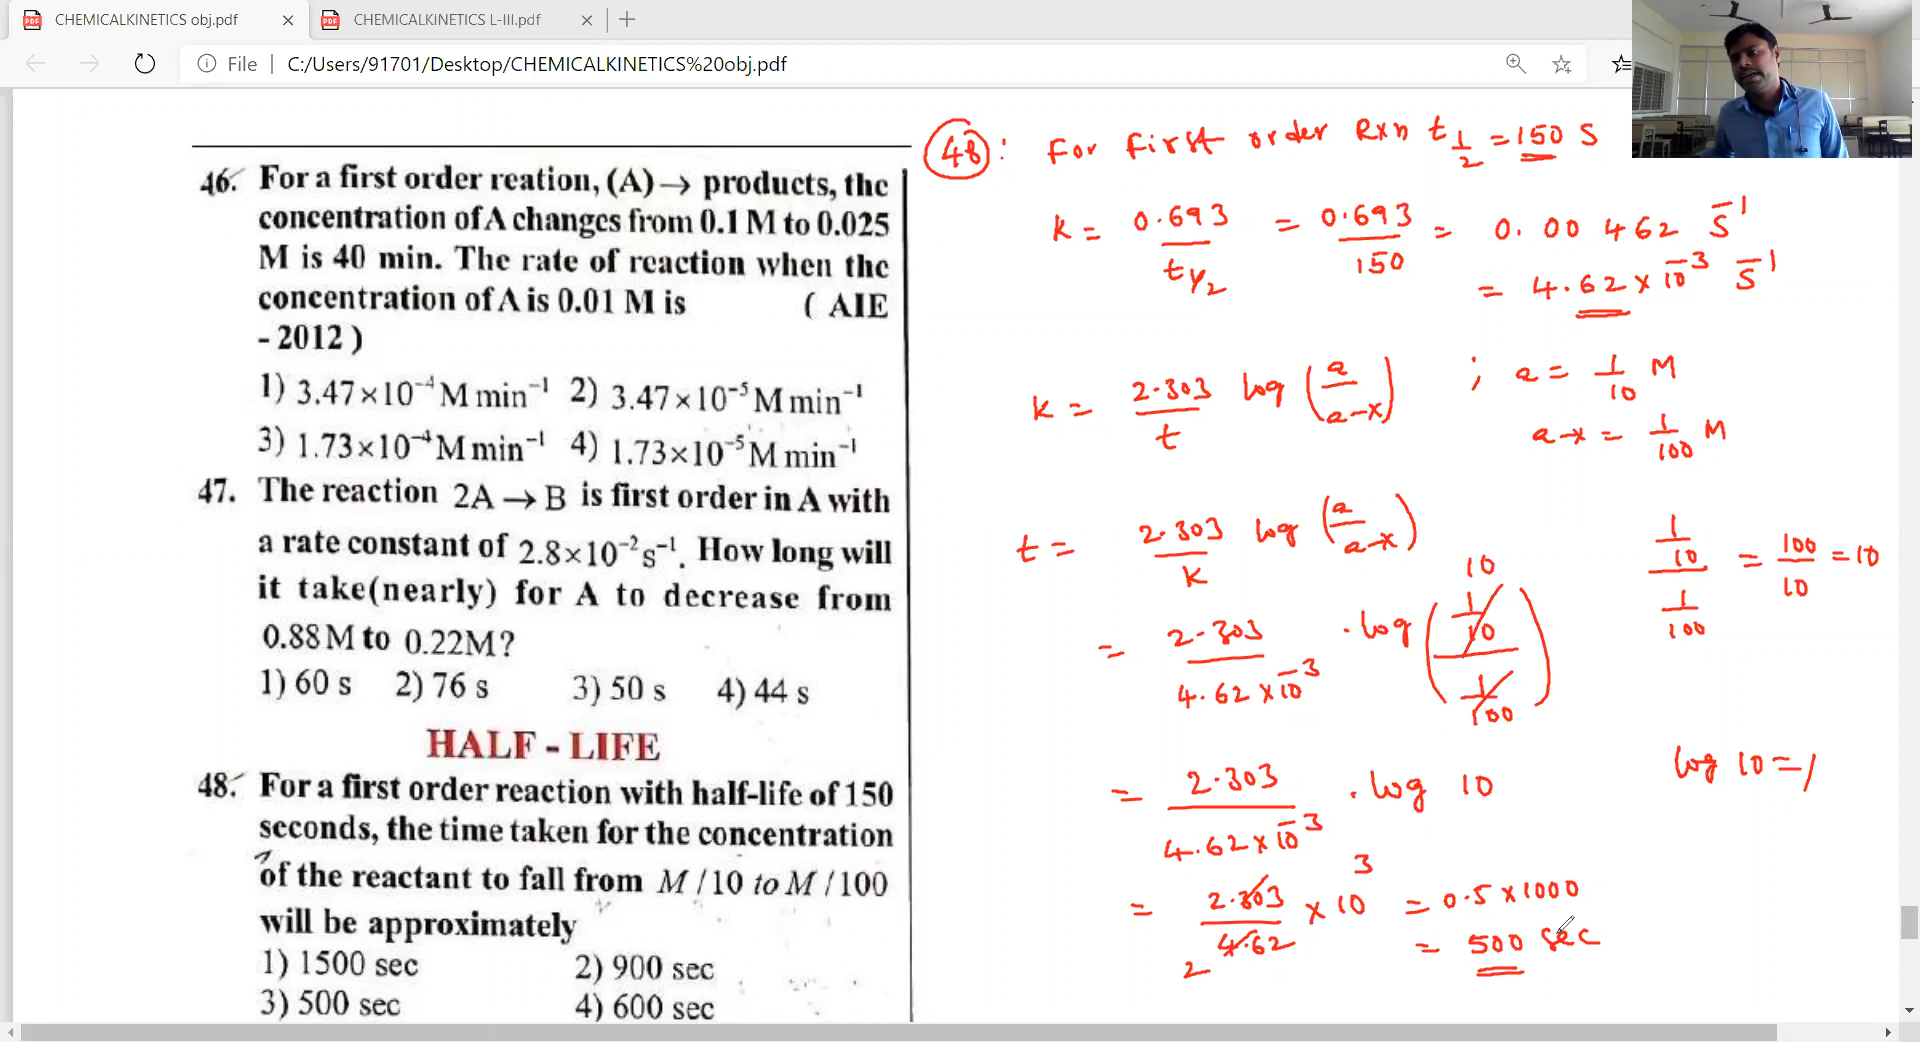 CHEMICALKINETICS obj.pdf
CHEMICALKINETICS L-III.pdf
File
C:/Users/91701/Desktop/CHEMICALKINETICS%20obj.pdf
46. For a first order reation, (A)→ products, the
concentration of A changes from 0.1 M to 0.025
M is 40 min. The rate of reaction when the
concentration of A is 0.01 M is ( AIE
- 2012 )
1) 3.47×10⁻⁴ M min⁻¹ 2) 3.47×10⁻⁵ M min⁻¹
3) 1.73×10⁻⁴ M min⁻¹ 4) 1.73×10⁻⁵ M min⁻¹
47. The reaction 2A → B is first order in A with
a rate constant of 2.8×10⁻² s⁻¹. How long will
it take(nearly) for A to decrease from
0.88 M to 0.22M?
1) 60 s 2) 76 s 3) 50 s 4) 44 s
HALF - LIFE
48. For a first order reaction with half-life of 150
seconds, the time taken for the concentration
of the reactant to fall from M/10 to M/100
will be approximately
1) 1500 sec 2) 900 sec
3) 500 sec 4) 600 sec
48 : For first order Rxn t 1/2 = 150 s
k = 0.693/t1/2 = 0.693/150 = 0.00 462 s⁻¹
= 4.62 × 10⁻³ s⁻¹
k = 2.303/t log (a/a-x) ; a = 1/10 M
a-x = 1/100 M
t = 2.303/k log (a/a-x)
1/10 / 1/100 = 100/10 = 10
= 2.303/4.62 × 10⁻³ . log (1/10 / 1/100) 10
= 2.303/4.62 × 10⁻³ . log 10
log 10 = 1
= 2.303/4.62 × 10³ = 0.5 × 1000
2
= 500 sec